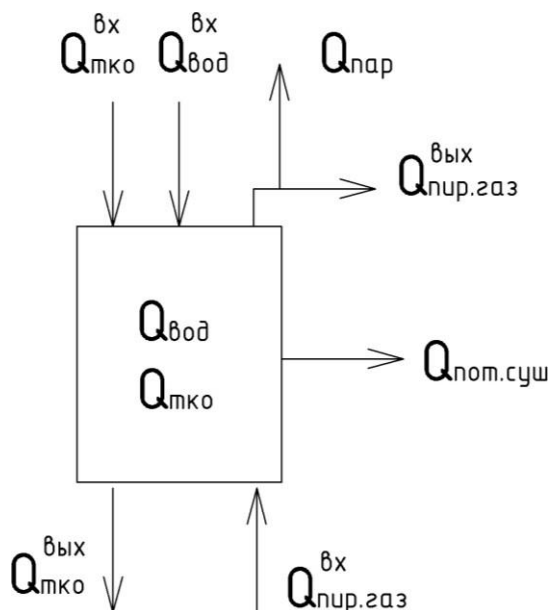 Qтко вх Qвод вх Qпар
Qпир.газ вых
Qвод
Qтко
Qпот.суш
Qтко вых Qпир.газ вх